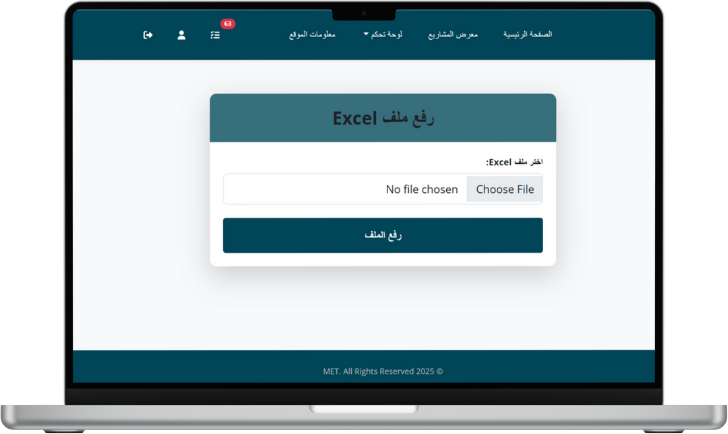 الصفحة الرئيسية معرض المشاريع لوحة تحكم معلومات الموقع 63
رفع ملف Excel
اختر ملف Excel:
Choose File No file chosen
رفع الملف
MET. All Rights Reserved 2025 ©